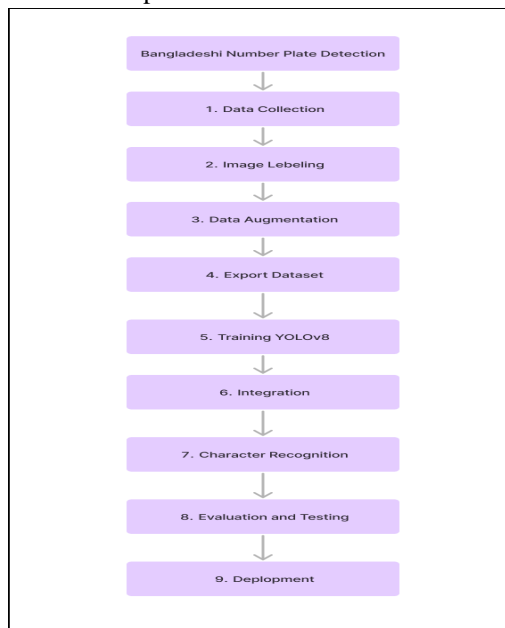 Bangladeshi Number Plate Detection
1. Data Collection
2. Image Lebeling
3. Data Augmentation
4. Export Dataset
5. Training YOLOv8
6. Integration
7. Character Recognition
8. Evaluation and Testing
9. Deplopment